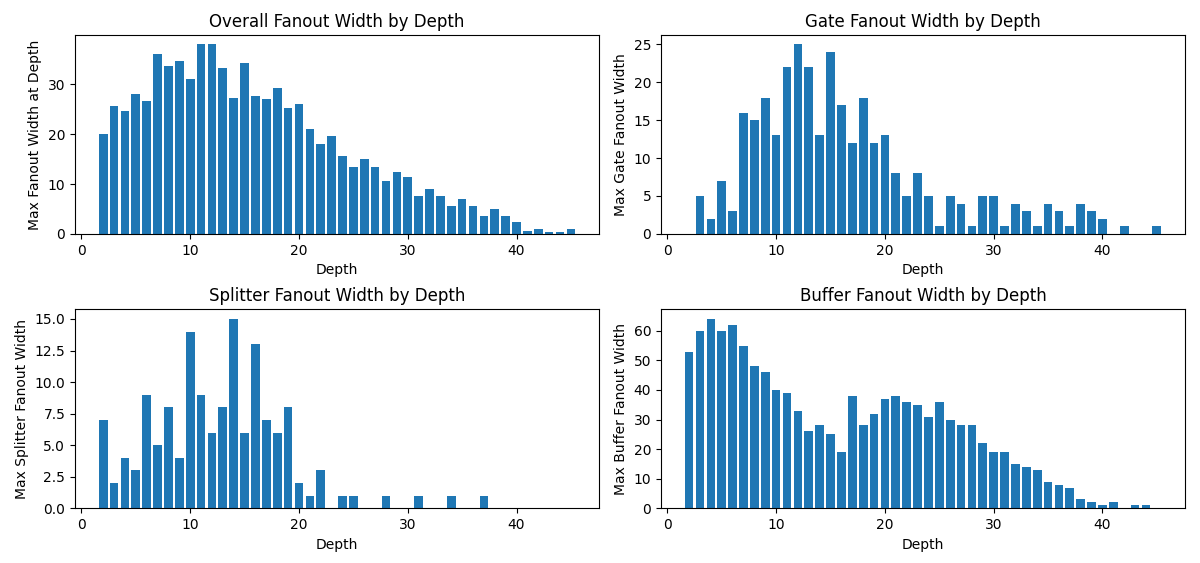 Overall Fanout Width by Depth
Max Fanout Width at Depth
30
20
10
0
0 10 20 30 40
Depth
Gate Fanout Width by Depth
Max Gate Fanout Width
25
20
15
10
5
0
0 10 20 30 40
Depth
Splitter Fanout Width by Depth
Max Splitter Fanout Width
15.0
12.5
10.0
7.5
5.0
2.5
0.0
0 10 20 30 40
Depth
Buffer Fanout Width by Depth
Max Buffer Fanout Width
60
50
40
30
20
10
0
0 10 20 30 40
Depth